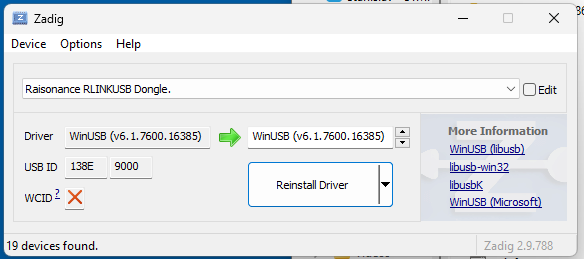 Zadig
Device Options Help
Raisonance RLINKUSB Dongle. Edit
Driver WinUSB (v6.1.7600.16385) WinUSB (v6.1.7600.16385)
USB ID 138E 9000
WCID ?
Reinstall Driver
More Information
WinUSB (libusb)
libusb-win32
libusbK
WinUSB (Microsoft)
19 devices found. Zadig 2.9.788